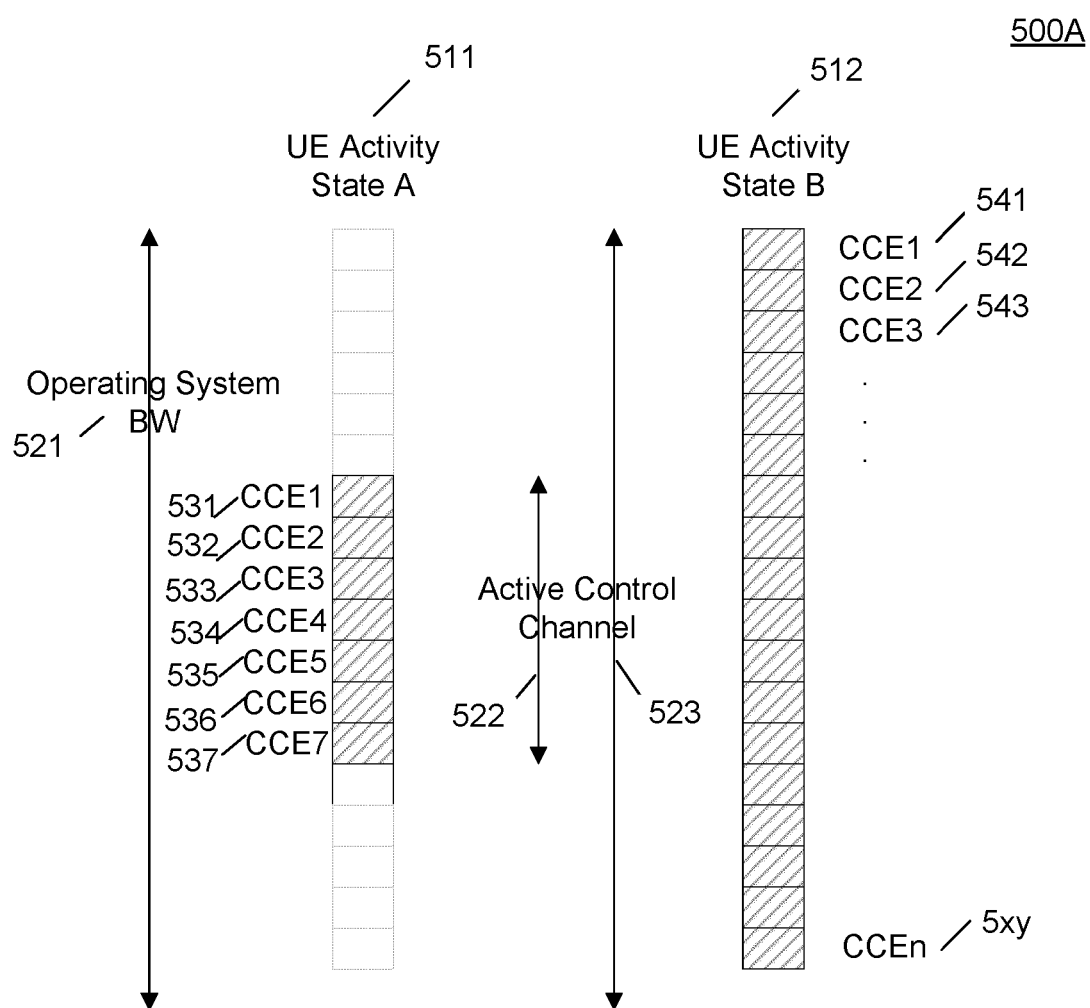 500A
511
512
UE Activity
State A
UE Activity
State B
541
CCE1
542
CCE2
543
CCE3
.
.
.
Operating System
BW
521
531
CCE1
532
CCE2
533
CCE3
534
CCE4
535
CCE5
536
CCE6
537
CCE7
Active Control
Channel
522
523
5xy
CCEn